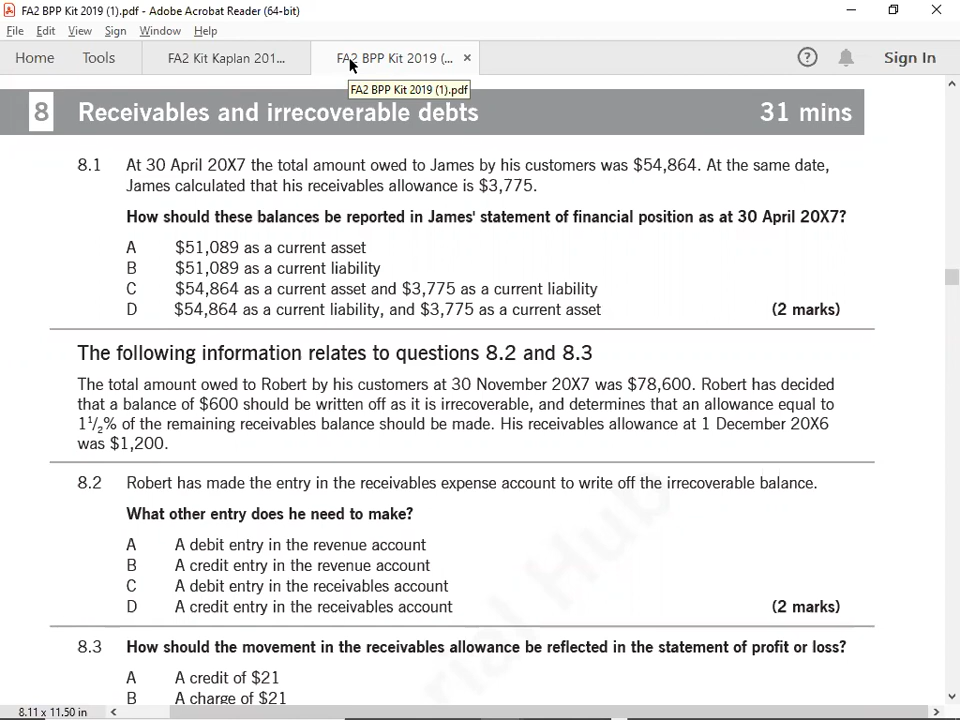 FA2 BPP Kit 2019 (1).pdf - Adobe Acrobat Reader (64-bit)
File Edit View Sign Window Help
Home Tools FA2 Kit Kaplan 201... FA2 BPP Kit 2019 (... × Sign In
FA2 BPP Kit 2019 (1).pdf
8 Receivables and irrecoverable debts 31 mins
8.1 At 30 April 20X7 the total amount owed to James by his customers was $54,864. At the same date,
James calculated that his receivables allowance is $3,775.
How should these balances be reported in James' statement of financial position as at 30 April 20X7?
A $51,089 as a current asset
B $51,089 as a current liability
C $54,864 as a current asset and $3,775 as a current liability
D $54,864 as a current liability, and $3,775 as a current asset (2 marks)
The following information relates to questions 8.2 and 8.3
The total amount owed to Robert by his customers at 30 November 20X7 was $78,600. Robert has decided
that a balance of $600 should be written off as it is irrecoverable, and determines that an allowance equal to
1 1/2% of the remaining receivables balance should be made. His receivables allowance at 1 December 20X6
was $1,200.
8.2 Robert has made the entry in the receivables expense account to write off the irrecoverable balance.
What other entry does he need to make?
A A debit entry in the revenue account
B A credit entry in the revenue account
C A debit entry in the receivables account
D A credit entry in the receivables account (2 marks)
8.3 How should the movement in the receivables allowance be reflected in the statement of profit or loss?
A A credit of $21
B A charge of $21
8.11 x 11.50 in